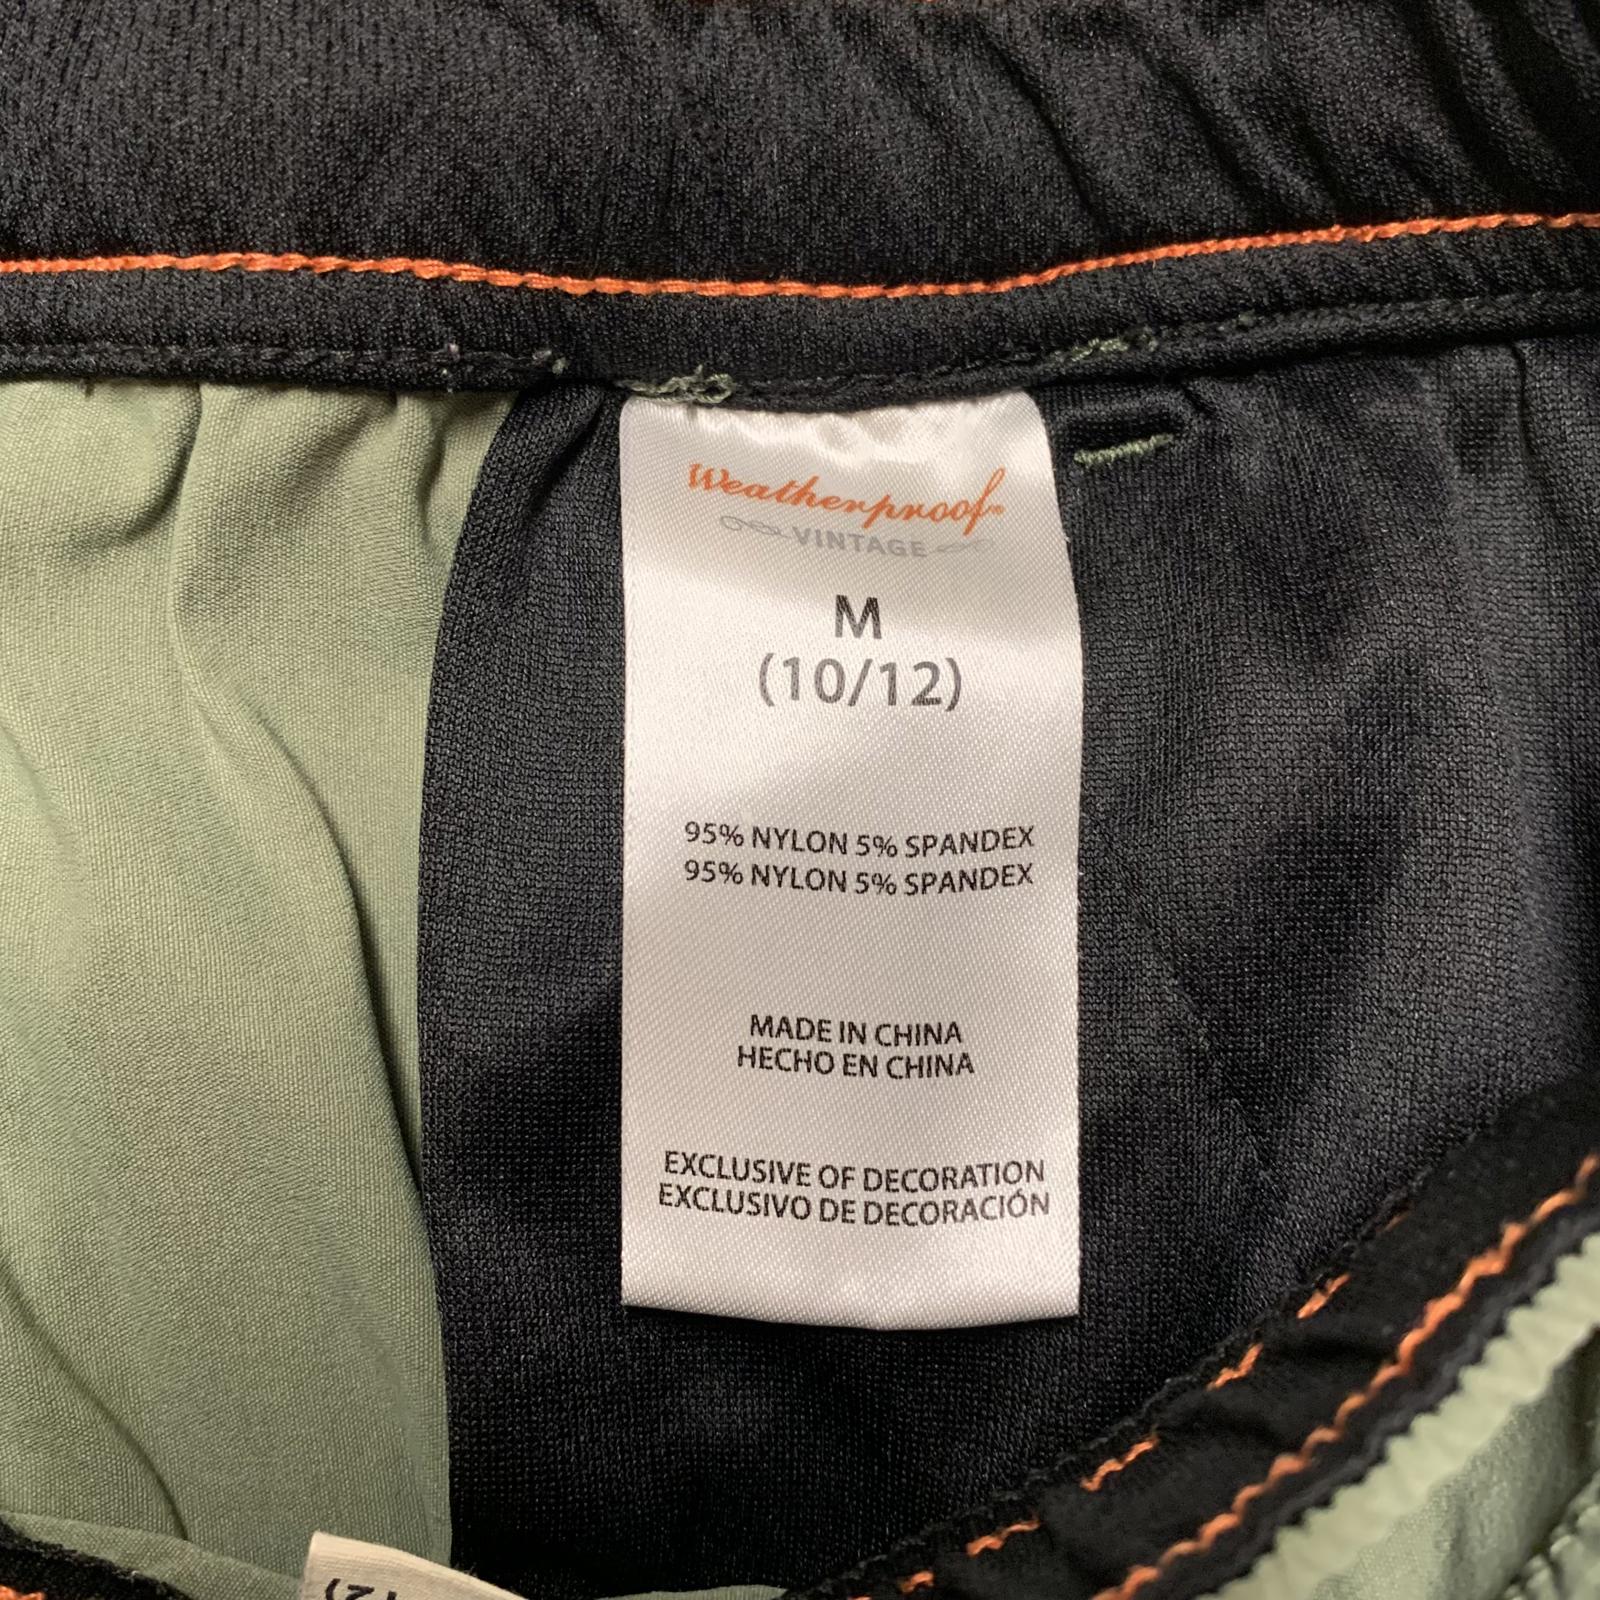 Weatherproof®
VINTAGE
M
(10/12)
95% NYLON 5% SPANDEX
95% NYLON 5% SPANDEX
MADE IN CHINA
HECHO EN CHINA
EXCLUSIVE OF DECORATION
EXCLUSIVO DE DECORACIÓN